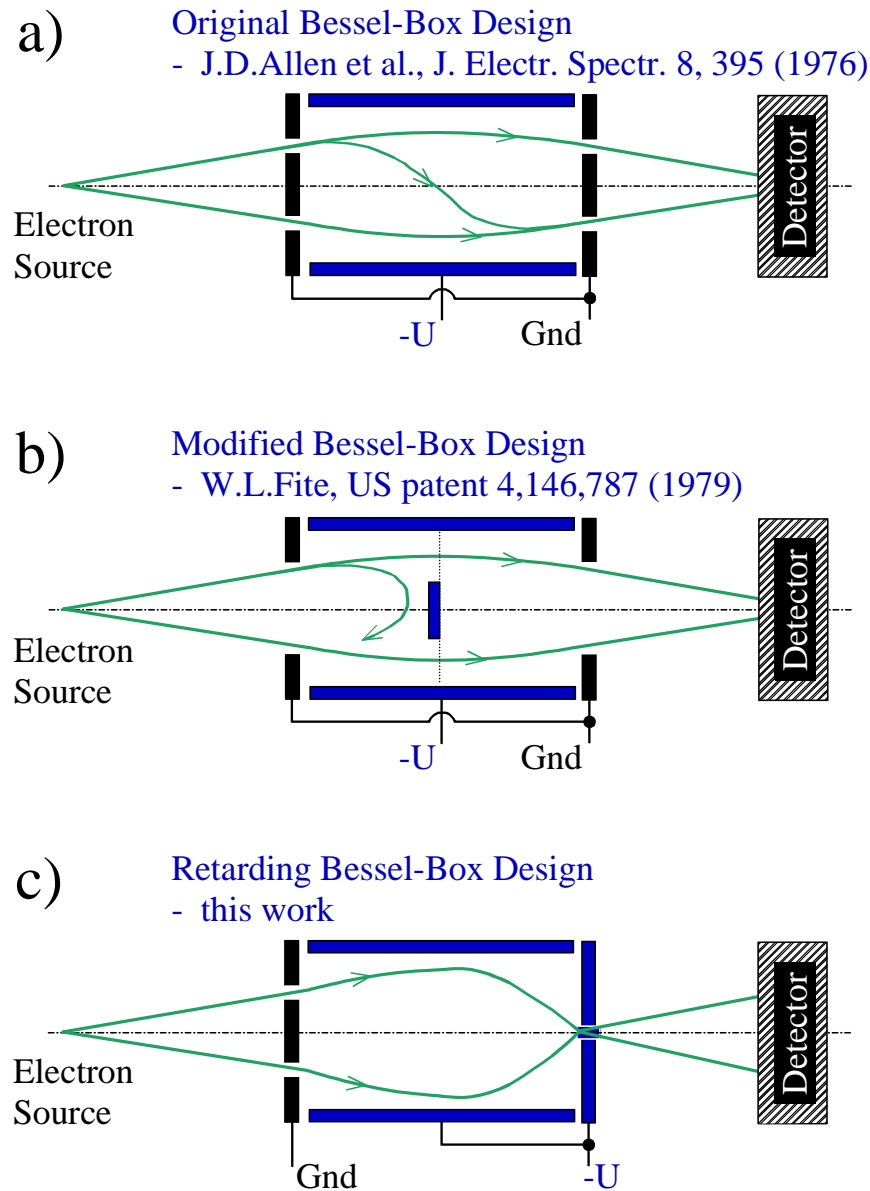 a)
Original Bessel-Box Design
- J.D.Allen et al., J. Electr. Spectr. 8, 395 (1976)
Electron
Source
Detector
-U
Gnd
b)
Modified Bessel-Box Design
- W.L.Fite, US patent 4,146,787 (1979)
Electron
Source
Detector
-U
Gnd
c)
Retarding Bessel-Box Design
- this work
Electron
Source
Detector
Gnd
-U